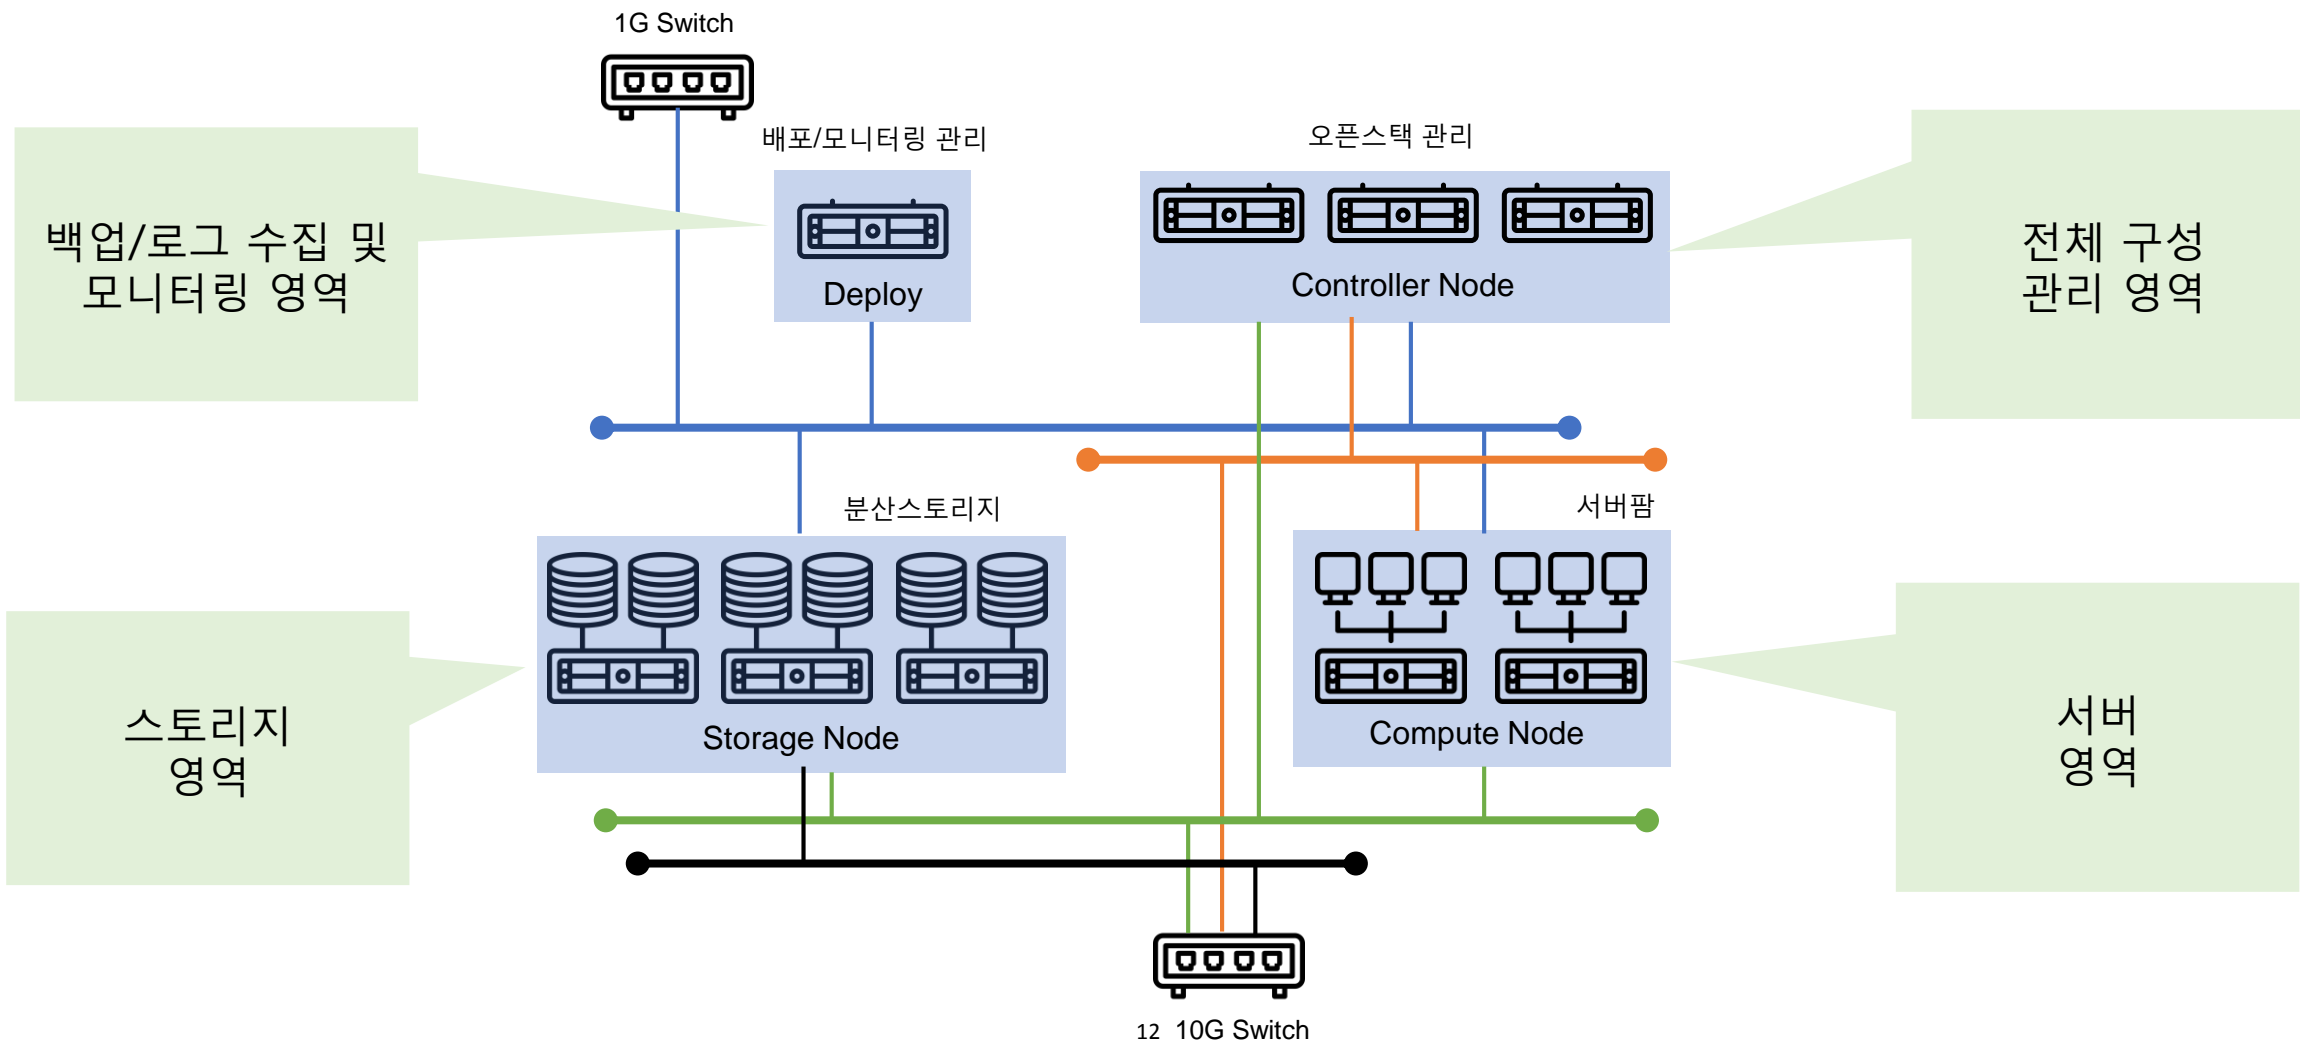 1G Switch
배포/모니터링 관리
오픈스택 관리
백업/로그 수집 및
모니터링 영역
Deploy
Controller Node
전체 구성
관리 영역
분산스토리지
서버팜
스토리지
영역
Storage Node
Compute Node
서버
영역
12
10G Switch